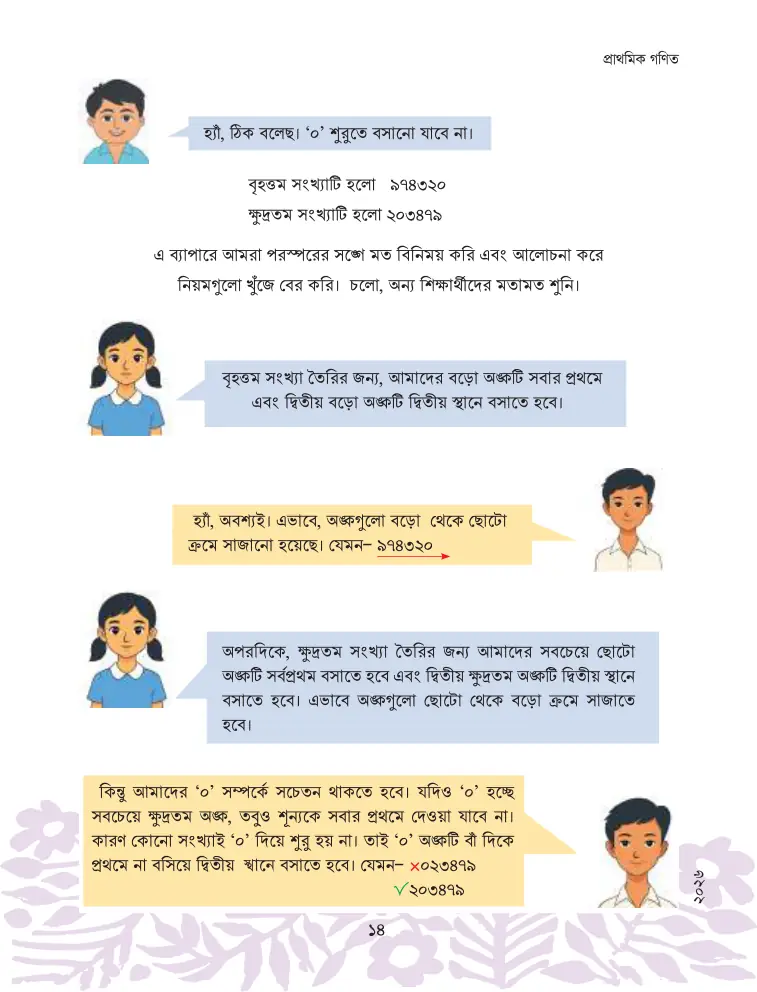 প্রাথমিক গণিত
হ্যাঁ, ঠিক বলেছ। ‘০’ শুরুতে বসানো যাবে না।
বৃহত্তম সংখ্যাটি হলো ৯৭৪৩২০
ক্ষুদ্রতম সংখ্যাটি হলো ২০৩৪৭৯
এ ব্যাপারে আমরা পরস্পরের সঙ্গে মত বিনিময় করি এবং আলোচনা করে
নিয়মগুলো খুঁজে বের করি। চলো, অন্য শিক্ষার্থীদের মতামত শুনি।
বৃহত্তম সংখ্যা তৈরির জন্য, আমাদের বড়ো অঙ্কটি সবার প্রথমে
এবং দ্বিতীয় বড়ো অঙ্কটি দ্বিতীয় স্থানে বসাতে হবে।
হ্যাঁ, অবশ্যই। এভাবে, অঙ্কগুলো বড়ো থেকে ছোটো
ক্রমে সাজানো হয়েছে। যেমন– ৯৭৪৩২০
অপরদিকে, ক্ষুদ্রতম সংখ্যা তৈরির জন্য আমাদের সবচেয়ে ছোটো
অঙ্কটি সর্বপ্রথম বসাতে হবে এবং দ্বিতীয় ক্ষুদ্রতম অঙ্কটি দ্বিতীয় স্থানে
বসাতে হবে। এভাবে অঙ্কগুলো ছোটো থেকে বড়ো ক্রমে সাজাতে
হবে।
কিন্তু আমাদের ‘০’ সম্পর্কে সচেতন থাকতে হবে। যদিও ‘০’ হচ্ছে
সবচেয়ে ক্ষুদ্রতম অঙ্ক, তবুও শূন্যকে সবার প্রথমে দেওয়া যাবে না।
কারণ কোনো সংখ্যাই ‘০’ দিয়ে শুরু হয় না। তাই ‘০’ অঙ্কটি বাঁ দিকে
প্রথমে না বসিয়ে দ্বিতীয় স্থানে বসাতে হবে। যেমন– ×০২৩৪৭৯
✓২০৩৪৭৯
২০২৬
১৪